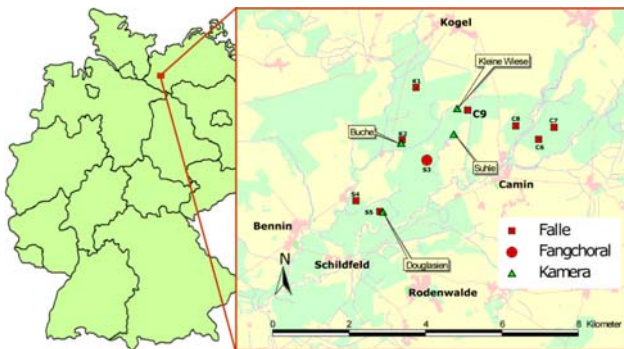 Kogel
Kleine Wiese
K1
C9
C8
C7
Buche
K2
C6
Suhle
S3
Camin
S4
S5
Bennin
Falle
Fangchoral
Kamera
N
Douglasien
Schildfeld
Rodenwalde
0 2 4 6 8 Kilometer